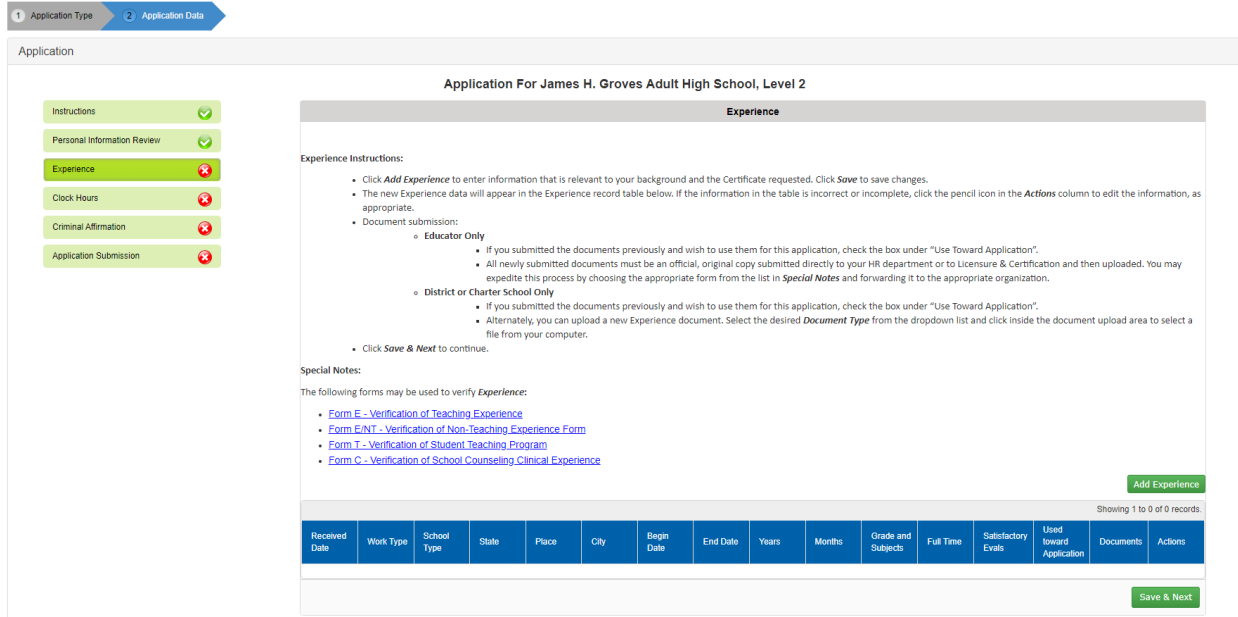 1 Application Type 2 Application Data
Application
Application For James H. Groves Adult High School, Level 2
Instructions
Personal Information Review
Experience
Clock Hours
Criminal Affirmation
Application Submission
Experience
Experience Instructions:
• Click Add Experience to enter information that is relevant to your background and the Certificate requested. Click Save to save changes.
• The new Experience data will appear in the Experience record table below. If the information in the table is incorrect or incomplete, click the pencil icon in the Actions column to edit the information, as
appropriate.
• Document submission:
o Educator Only
▪ If you submitted the documents previously and wish to use them for this application, check the box under "Use Toward Application".
▪ All newly submitted documents must be an official, original copy submitted directly to your HR department or to Licensure & Certification and then uploaded. You may
expedite this process by choosing the appropriate form from the list in Special Notes and forwarding it to the appropriate organization.
o District or Charter School Only
▪ If you submitted the documents previously and wish to use them for this application, check the box under "Use Toward Application".
▪ Alternately, you can upload a new Experience document. Select the desired Document Type from the dropdown list and click inside the document upload area to select a
file from your computer.
• Click Save & Next to continue.
Special Notes:
The following forms may be used to verify Experience:
• Form E - Verification of Teaching Experience
• Form E/NT - Verification of Non-Teaching Experience Form
• Form T - Verification of Student Teaching Program
• Form C - Verification of School Counseling Clinical Experience
Add Experience
Showing 1 to 0 of 0 records.
Received Date Work Type School Type State Place City Begin Date End Date Years Months Grade and Subjects Full Time Satisfactory Evals Used toward Application Documents Actions
Save & Next